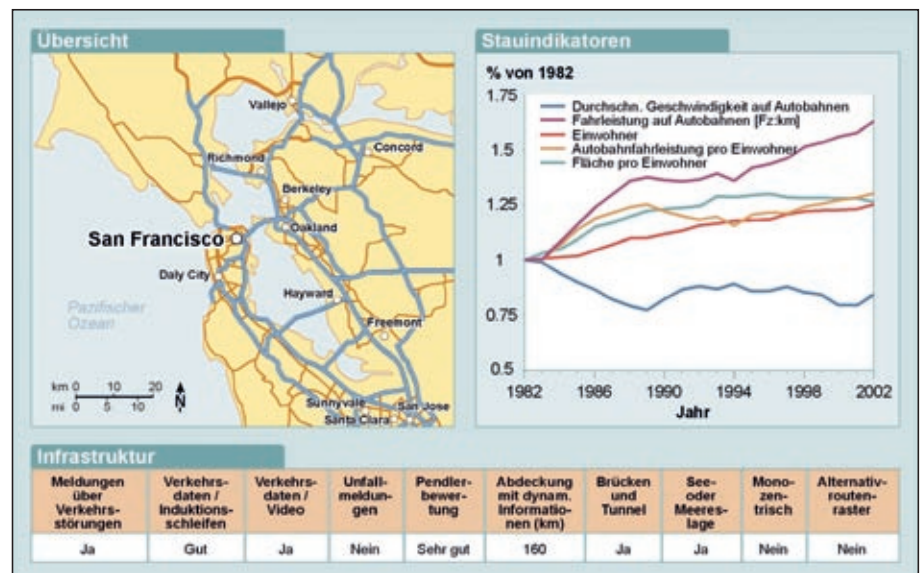 Übersicht
Vallejo
Concord
Richmond
Berkeley
Oakland
San Francisco
Daly City
Hayward
Pazifischer
Ozean
Freemont
km 0 10 20
mi 0 5 10
N
Sunnyvale
San Jose
Santa Clara
Stauindikatoren
% von 1982
1.75
1.5
1.25
1
0.75
0.5
Durchschn. Geschwindigkeit auf Autobahnen
Fahrleistung auf Autobahnen [Fz:km]
Einwohner
Autobahnfahrleistung pro Einwohner
Fläche pro Einwohner
1982 1986 1990 1994 1998 2002
Jahr
Infrastruktur
Meldungen
über
Verkehrs-
störungen
Ja
Verkehrs-
daten /
Induktions-
schleifen
Gut
Verkehrs-
daten /
Video
Ja
Unfall-
meldun-
gen
Nein
Pendler-
bewer-
tung
Sehr gut
Abdeckung
mit dynam.
Informatio-
nen (km)
160
Brücken
und
Tunnel
Ja
See-
oder
Meeres-
lage
Ja
Mono-
zen-
trisch
Nein
Alternativ-
routen-
raster
Nein